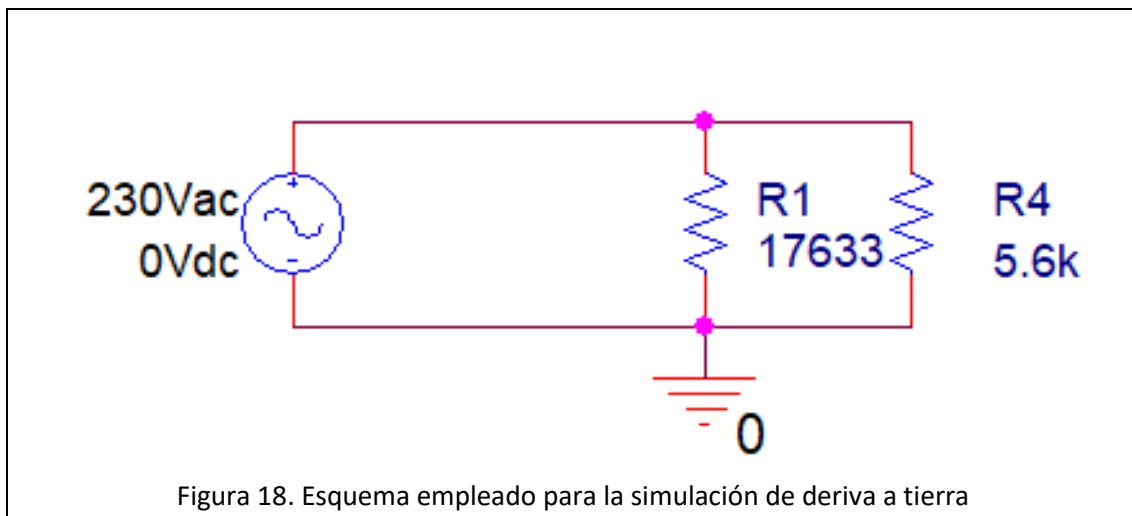 230Vac
0Vdc
R1
17633
R4
5.6k
0
Figura 18. Esquema empleado para la simulación de deriva a tierra